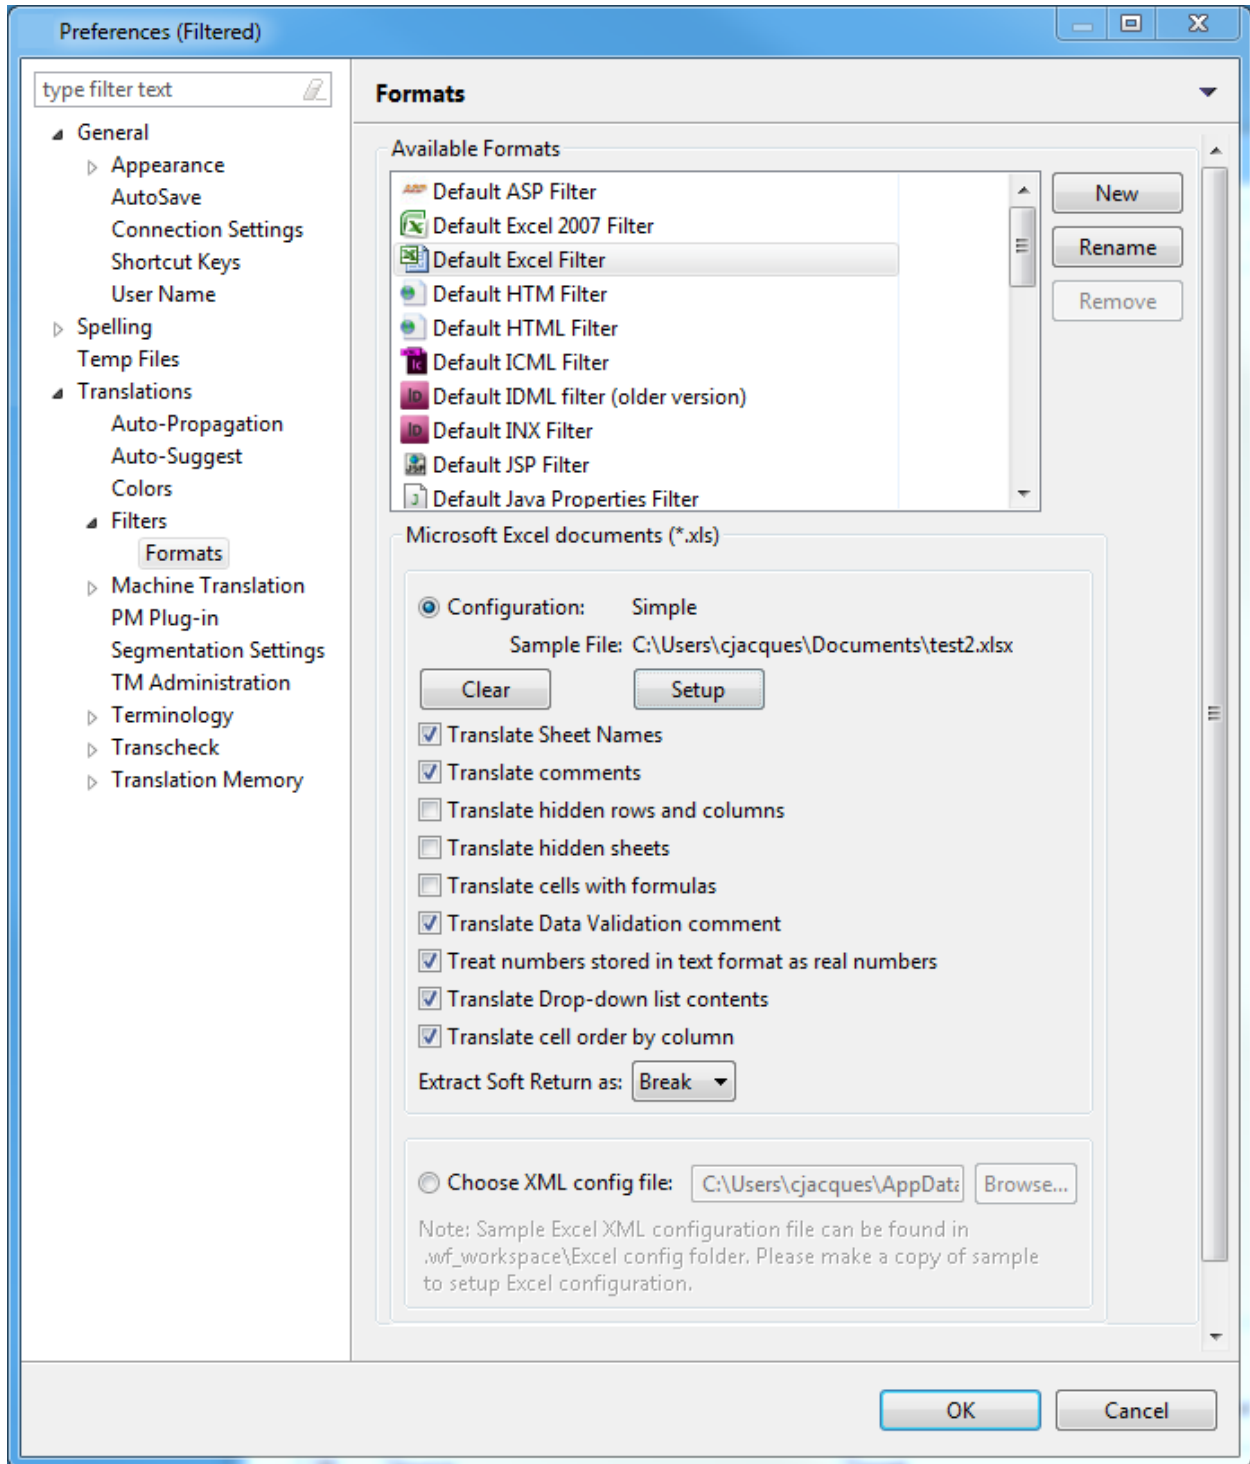 Preferences (Filtered)
type filter text
General
Appearance
AutoSave
Connection Settings
Shortcut Keys
User Name
Spelling
Temp Files
Translations
Auto-Propagation
Auto-Suggest
Colors
Filters
Formats
Machine Translation
PM Plug-in
Segmentation Settings
TM Administration
Terminology
Transcheck
Translation Memory
Formats
Available Formats
Default ASP Filter
Default Excel 2007 Filter
Default Excel Filter
Default HTM Filter
Default HTML Filter
Default ICML Filter
Default IDML filter (older version)
Default INX Filter
Default JSP Filter
Default Java Properties Filter
New
Rename
Remove
Microsoft Excel documents (*.xls)
Configuration: Simple
Sample File: C:\Users\cjacques\Documents\test2.xlsx
Clear Setup
Translate Sheet Names
Translate comments
Translate hidden rows and columns
Translate hidden sheets
Translate cells with formulas
Translate Data Validation comment
Treat numbers stored in text format as real numbers
Translate Drop-down list contents
Translate cell order by column
Extract Soft Return as: Break
Choose XML config file: C:\Users\cjacques\AppData Browse...
Note: Sample Excel XML configuration file can be found in
.wf_workspace\Excel config folder. Please make a copy of sample
to setup Excel configuration.
OK Cancel